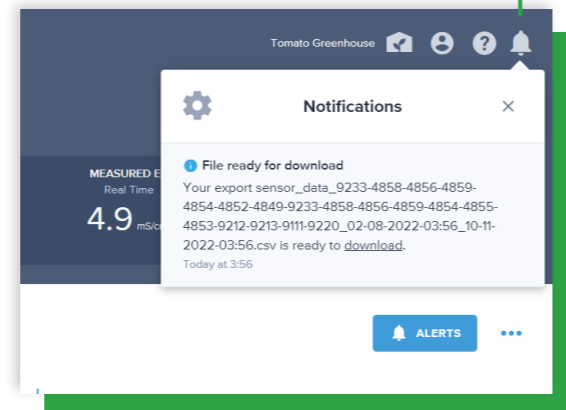 Tomato Greenhouse
Notifications
File ready for download
Your export sensor_data_9233-4858-4856-4859-
4854-4852-4849-9233-4858-4856-4859-4854-4855-
4853-9212-9213-9111-9220_02-08-2022-03:56_10-11-
2022-03:56.csv is ready to download.
Today at 3:56
MEASURED E
Real Time
4.9 mS/c
ALERTS